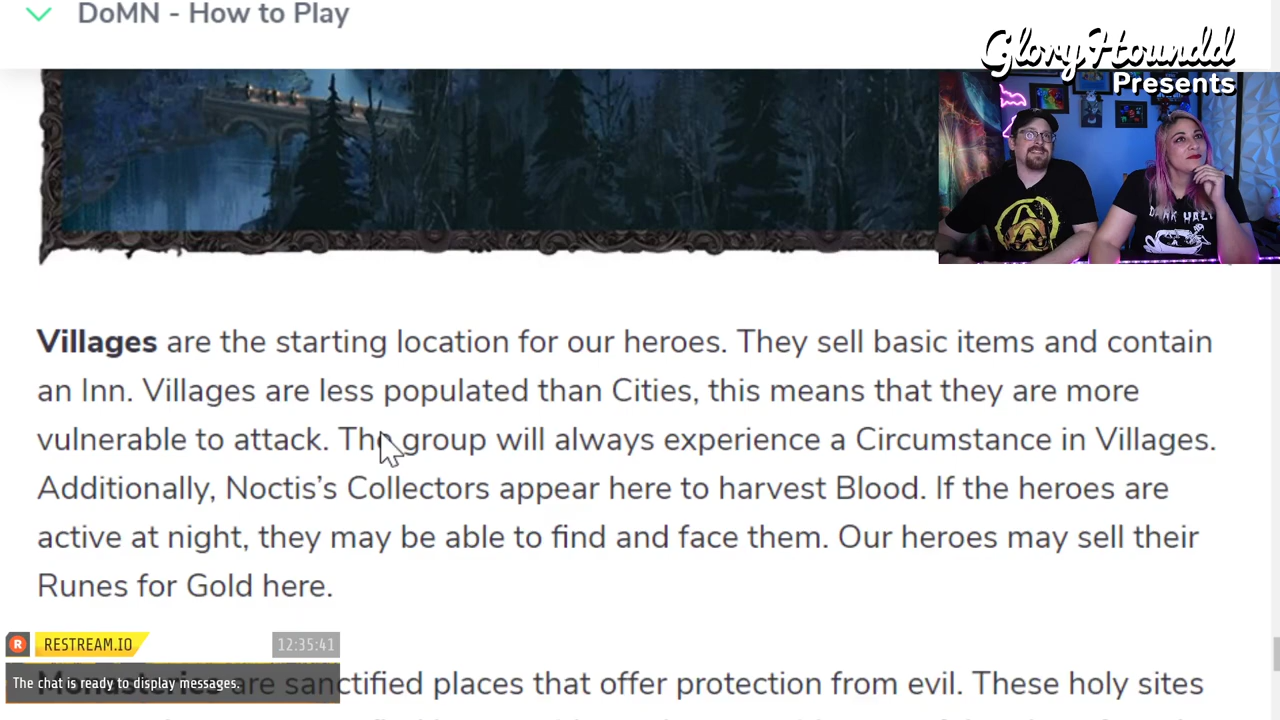 DoMN - How to Play
GloryHoundd
Presents
DARK HALL
Villages are the starting location for our heroes. They sell basic items and contain
an Inn. Villages are less populated than Cities, this means that they are more
vulnerable to attack. The group will always experience a Circumstance in Villages.
Additionally, Noctis’s Collectors appear here to harvest Blood. If the heroes are
active at night, they may be able to find and face them. Our heroes may sell their
Runes for Gold here.
R RESTREAM.IO 12:35:41
The chat is ready to display messages.
Monasteries are sanctified places that offer protection from evil. These holy sites